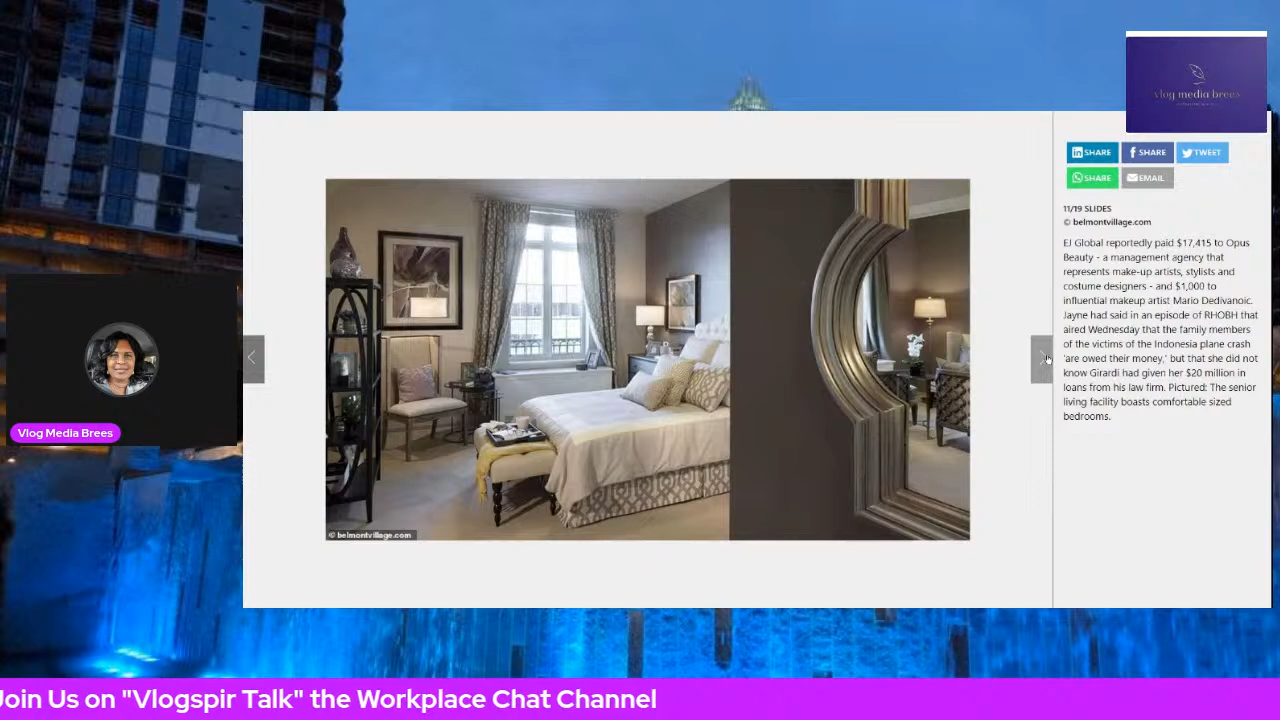 vlog media brees
SHARE
SHARE
TWEET
SHARE
EMAIL
11/19 SLIDES
© belmontvillage.com
EJ Global reportedly paid $17,415 to Opus
Beauty - a management agency that
represents make-up artists, stylists and
costume designers - and $1,000 to
influential makeup artist Mario Dedivanoic.
Jayne had said in an episode of RHOBH that
aired Wednesday that the family members
of the victims of the Indonesia plane crash
'are owed their money,' but that she did not
know Girardi had given her $20 million in
loans from his law firm. Pictured: The senior
living facility boasts comfortable sized
bedrooms.
© belmontvillage.com
Vlog Media Brees
Join Us on "Vlogspir Talk" the Workplace Chat Channel